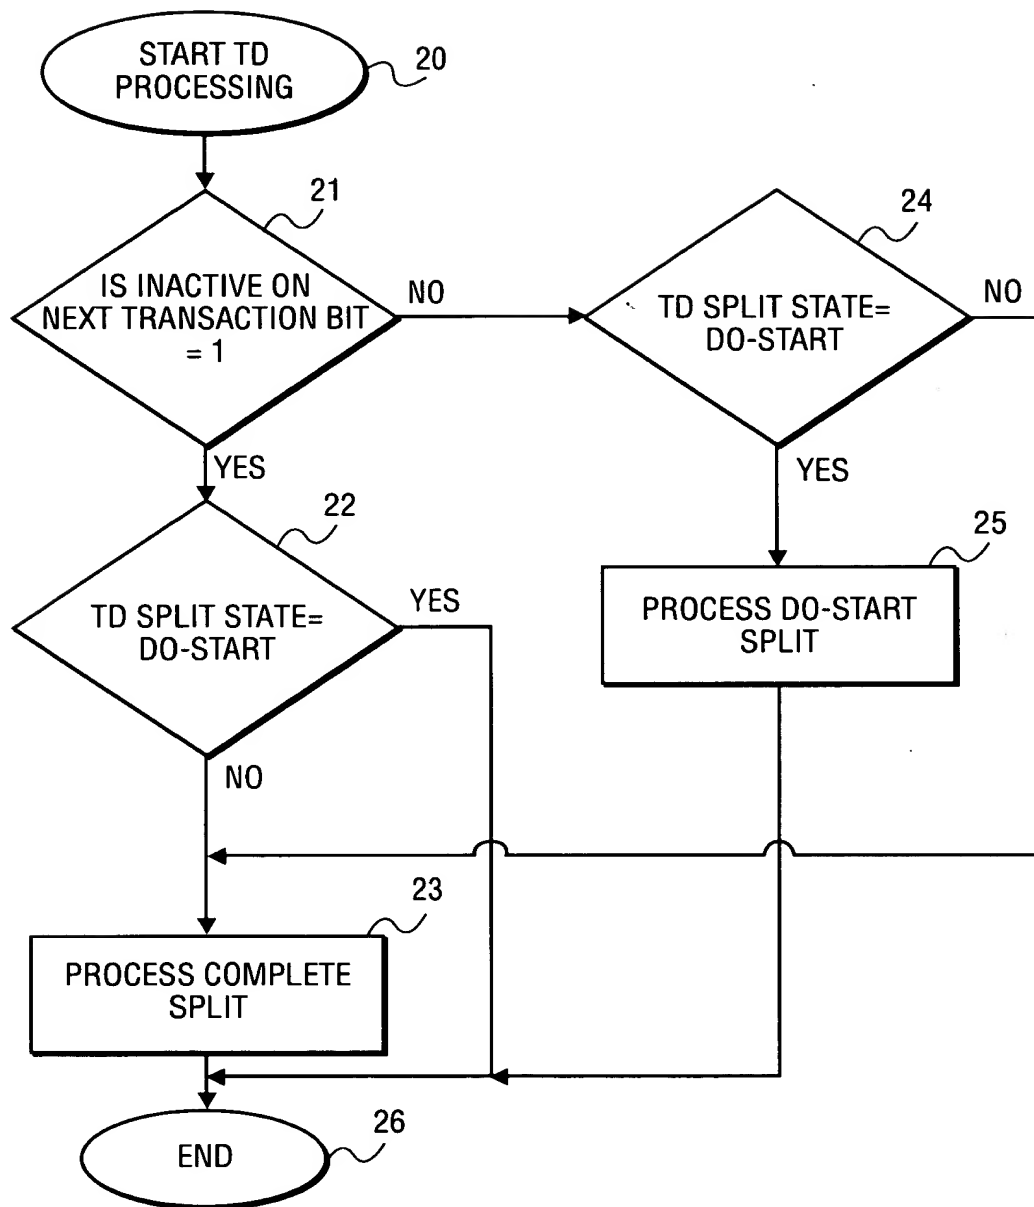 START TD
PROCESSING
20
21
IS INACTIVE ON
NEXT TRANSACTION BIT
= 1
NO
YES
24
TD SPLIT STATE=
DO-START
NO
YES
22
TD SPLIT STATE=
DO-START
YES
NO
25
PROCESS DO-START
SPLIT
23
PROCESS COMPLETE
SPLIT
END
26